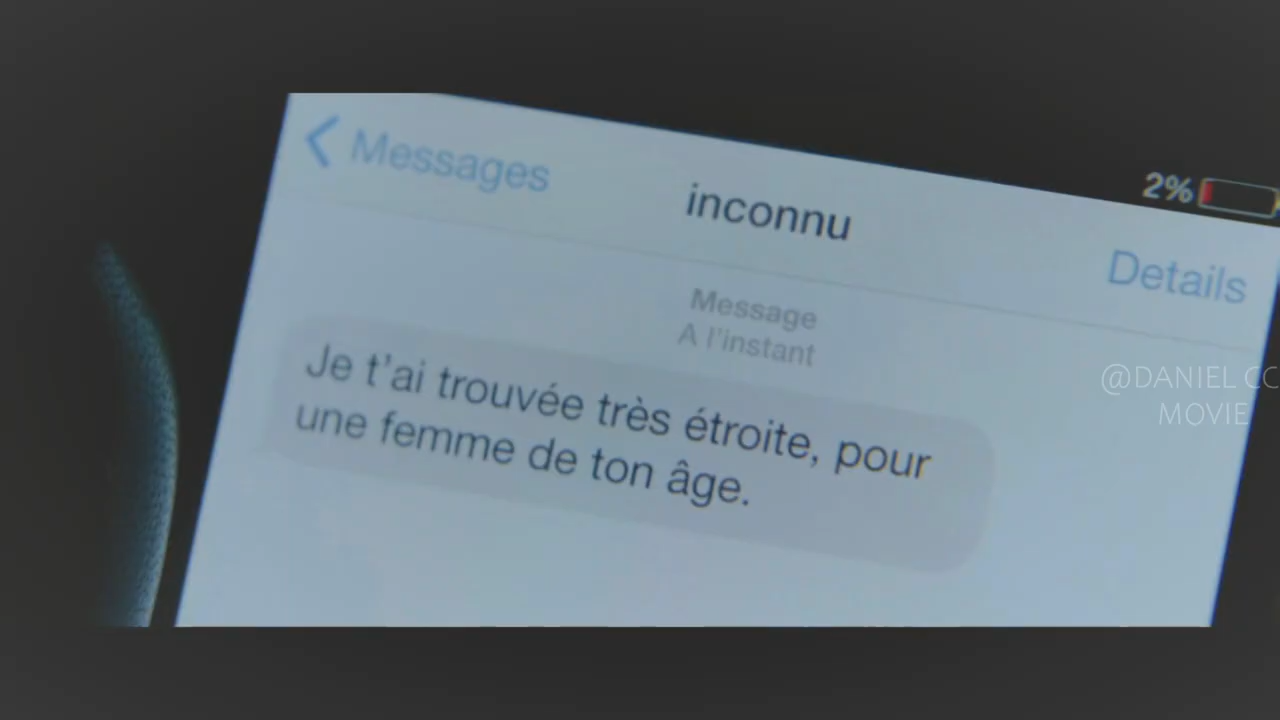 2%
Messages
inconnu
Details
Message
A l'instant
Je t'ai trouvée très étroite, pour
une femme de ton âge.
@DANIEL CO
MOVIE